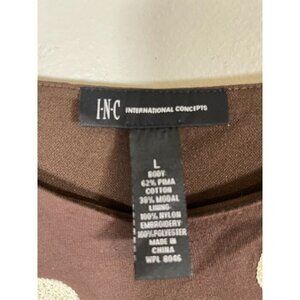 I·N·C INTERNATIONAL CONCEPTS
L
BODY
62% PIMA
COTTON
38% MODAL
LINING
100% NYLON
EMBROIDERY
100% POLYESTER
MADE IN
CHINA
WPL 8046